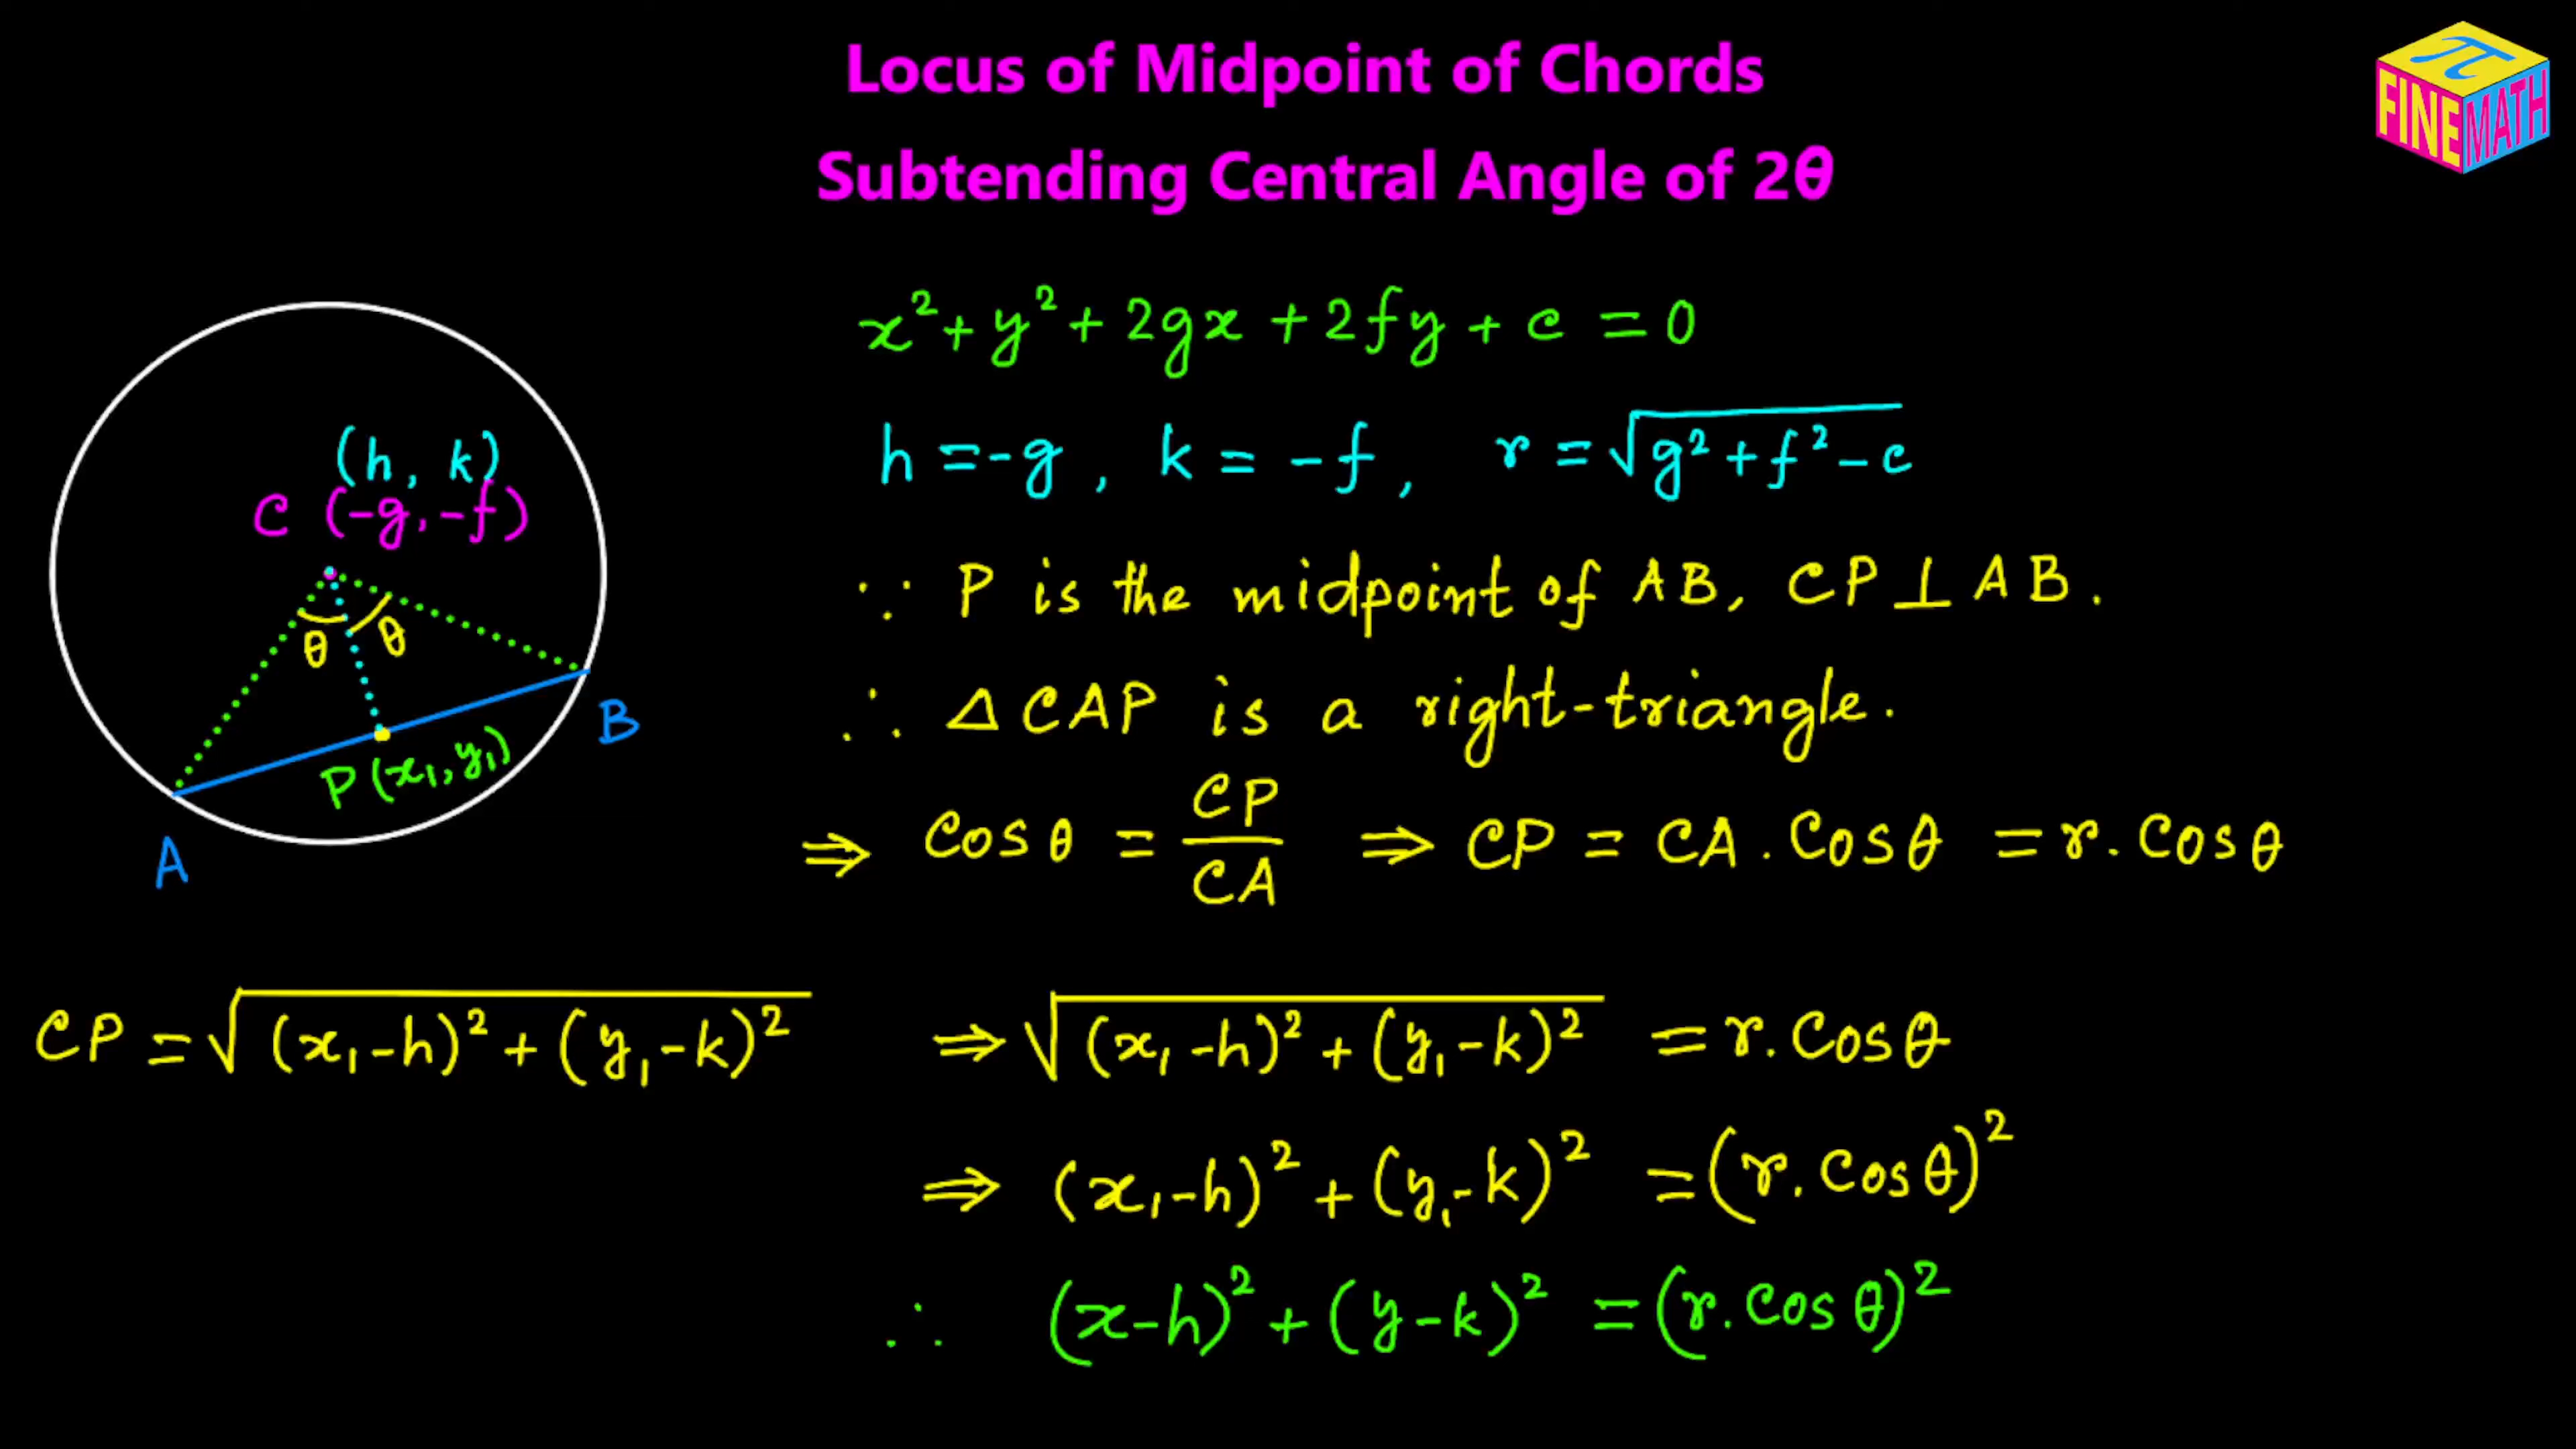 Locus of Midpoint of Chords
Subtending Central Angle of 2θ
π
FINE MATH
x² + y² + 2gx + 2fy + c = 0
h = -g, k = -f, r = √(g² + f² - c)
(h, k)
C (-g, -f)
θ θ
A
B
P(x₁, y₁)
∵ P is the midpoint of AB, CP ⊥ AB.
∴ Δ CAP is a right-triangle.
⇒ Cos θ = CP/CA ⇒ CP = CA . Cos θ = r. Cos θ
CP = √((x₁-h)² + (y₁-k)²) ⇒ √((x₁-h)² + (y₁-k)²) = r. Cos θ
⇒ (x₁-h)² + (y₁-k)² = (r. Cos θ)²
∴ (x-h)² + (y-k)² = (r. Cos θ)²